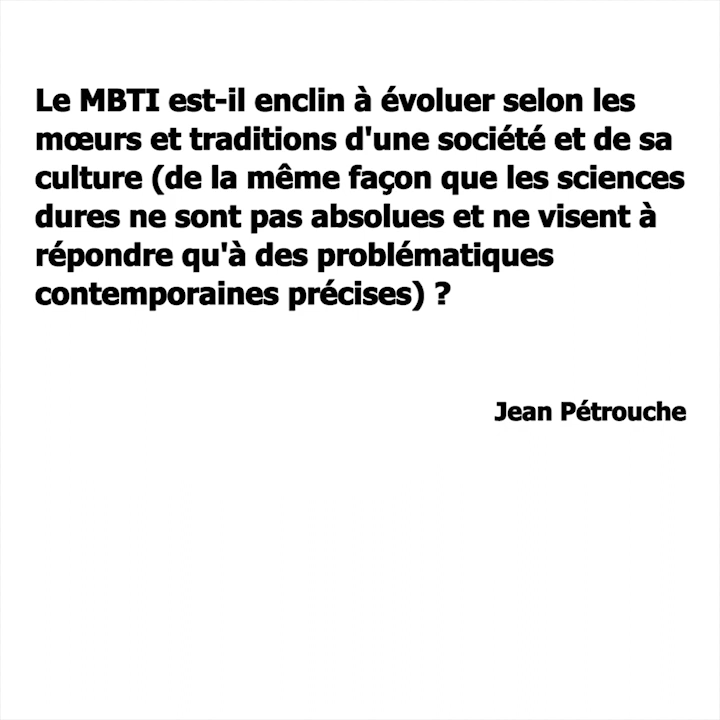 Le MBTI est-il enclin à évoluer selon les
mœurs et traditions d'une société et de sa
culture (de la même façon que les sciences
dures ne sont pas absolues et ne visent à
répondre qu'à des problématiques
contemporaines précises) ?
Jean Pétrouche